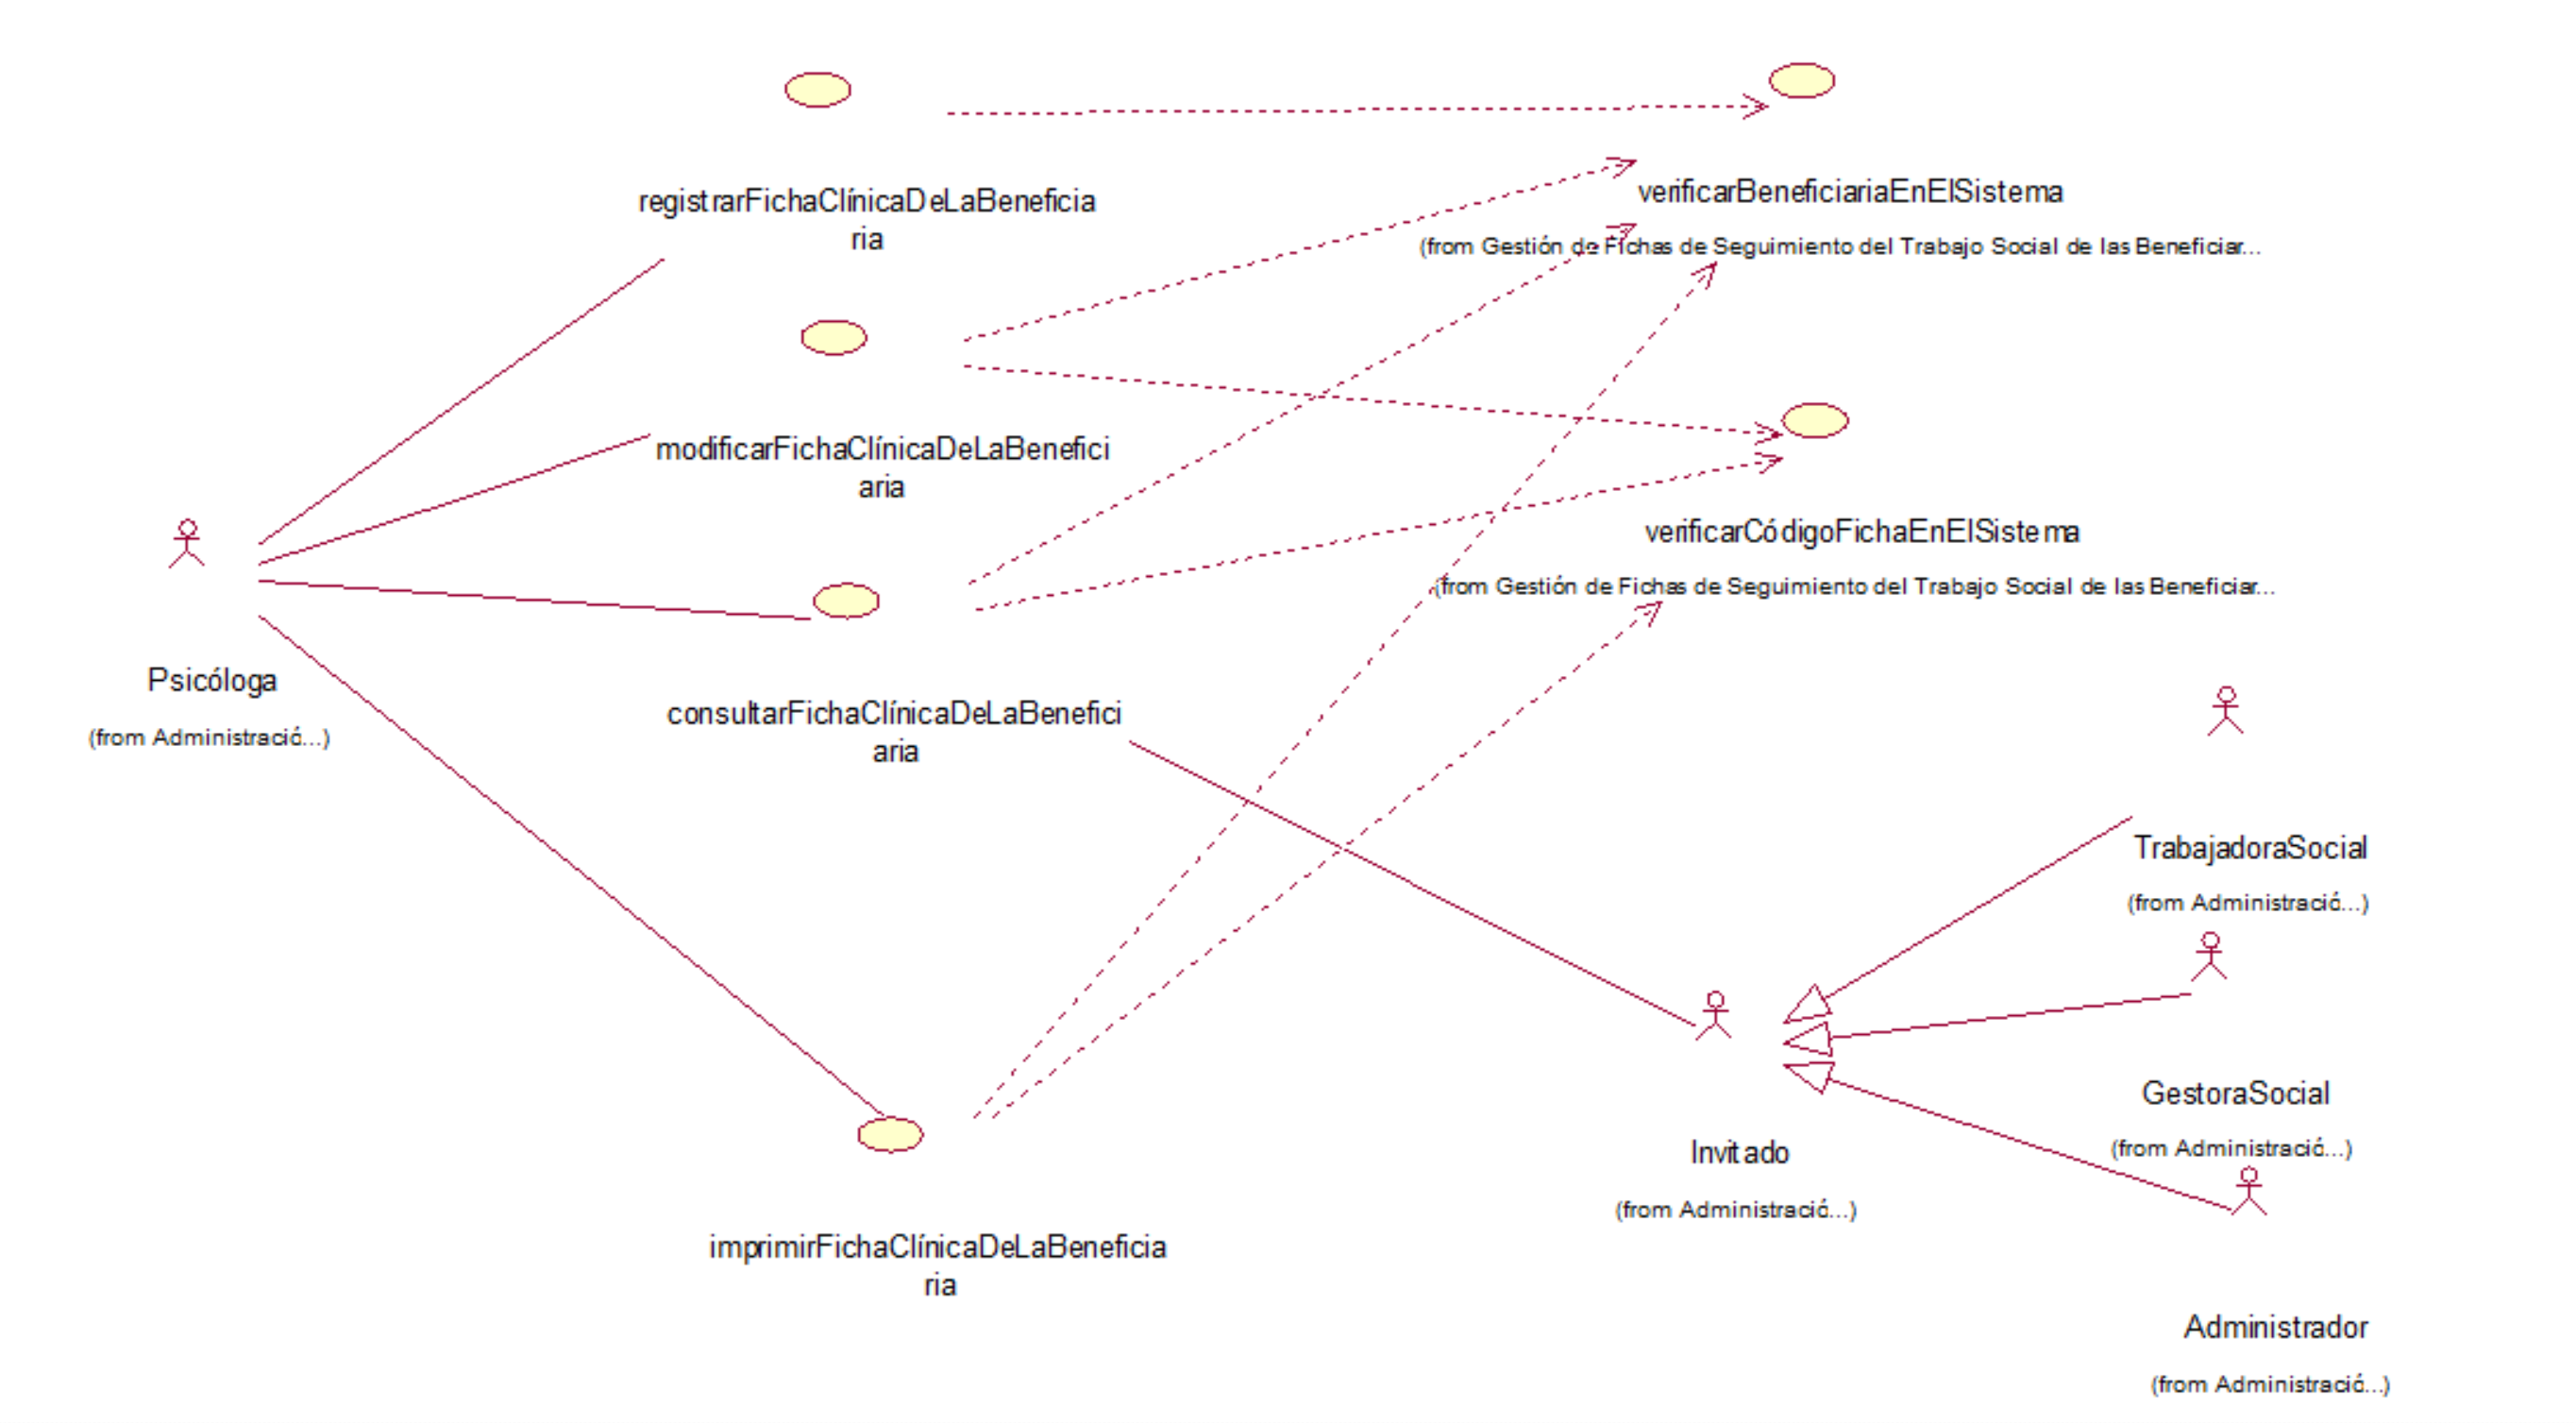 registrarFichaClínicaDeLaBeneficia
ria
verificarBeneficiariaEnElSistema
(from Gestión de Fichas de Seguimiento del Trabajo Social de las Beneficiar...
modificarFichaClínicaDeLaBenefici
aria
verificarCódigoFichaEnElSistema
(from Gestión de Fichas de Seguimiento del Trabajo Social de las Beneficiar...
Psicóloga
(from Administració...)
consultarFichaClínicaDeLaBenefici
aria
TrabajadoraSocial
(from Administració...)
GestoraSocial
(from Administració...)
Invitado
(from Administració...)
imprimirFichaClínicaDeLaBeneficia
ria
Administrador
(from Administració...)